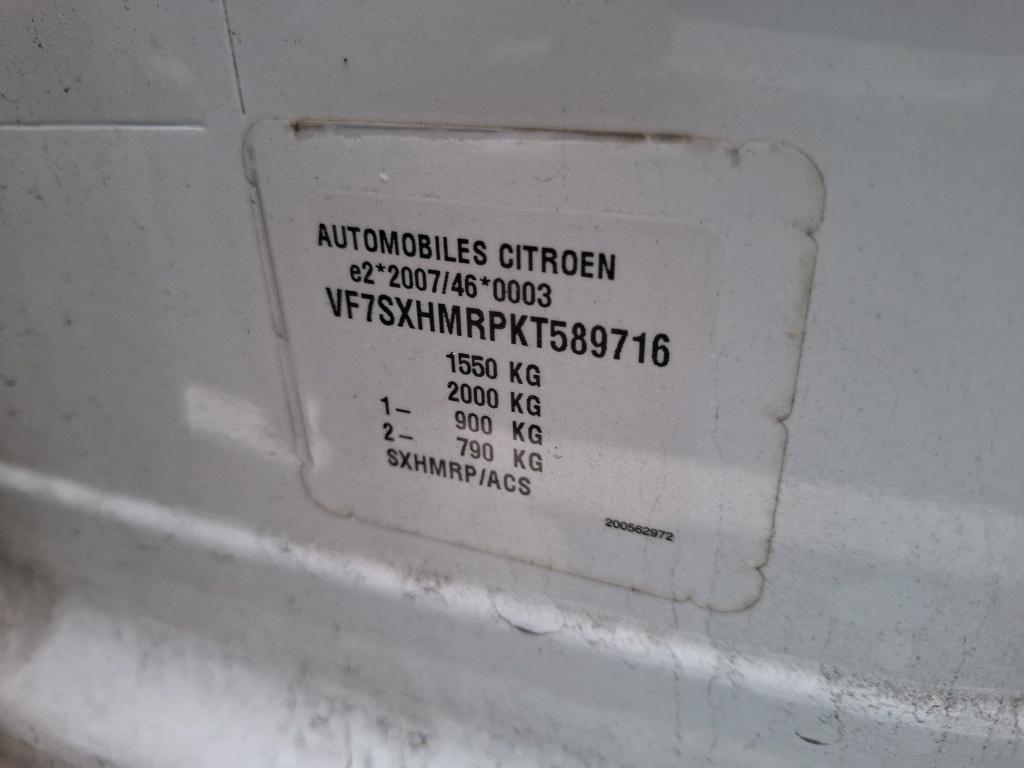 AUTOMOBILES CITROEN
e2*2007/46*0003
VF7SXHMRPKT589716
1550 KG
2000 KG
1- 900 KG
2- 790 KG
SXHMRP/ACS
200562972